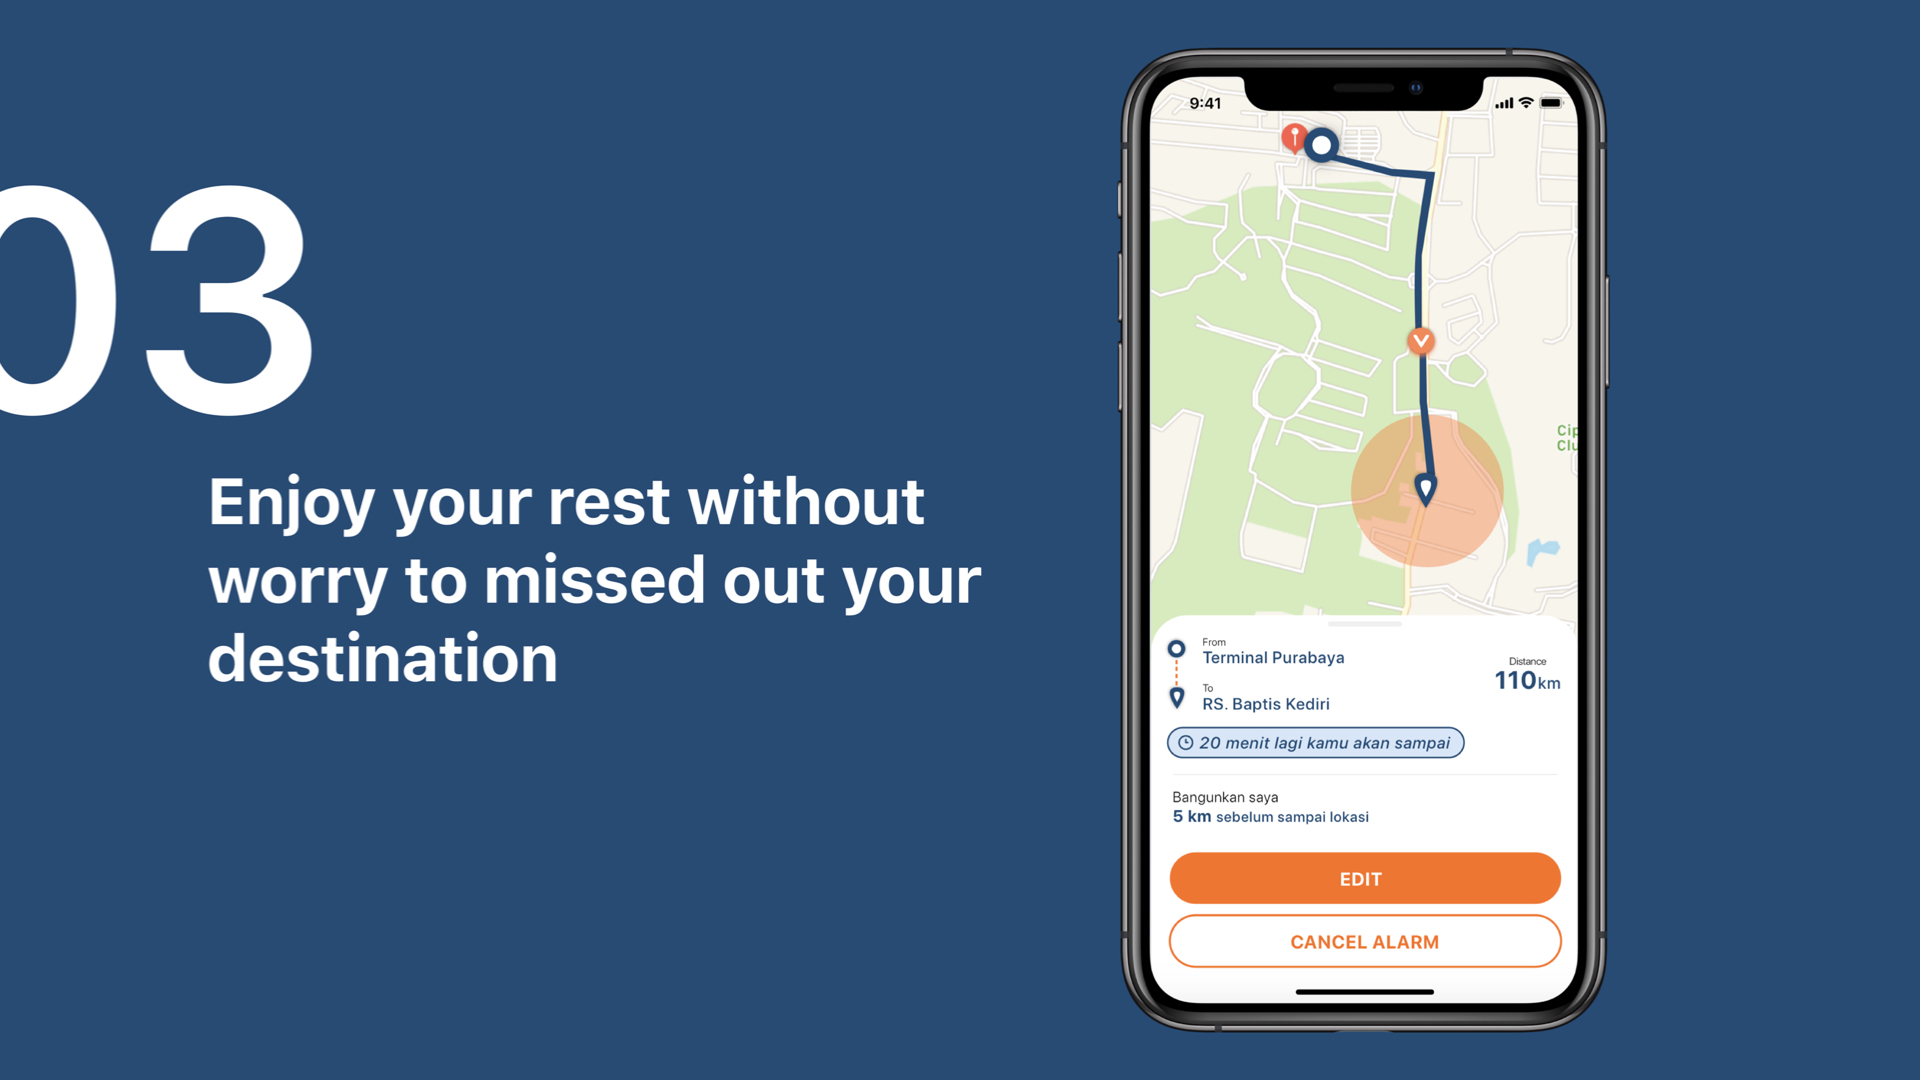 03
Enjoy your rest without
worry to missed out your
destination
9:41
Cip
Clu
From
Terminal Purabaya
To
RS. Baptis Kediri
Distance
110km
20 menit lagi kamu akan sampai
Bangunkan saya
5 km sebelum sampai lokasi
EDIT
CANCEL ALARM